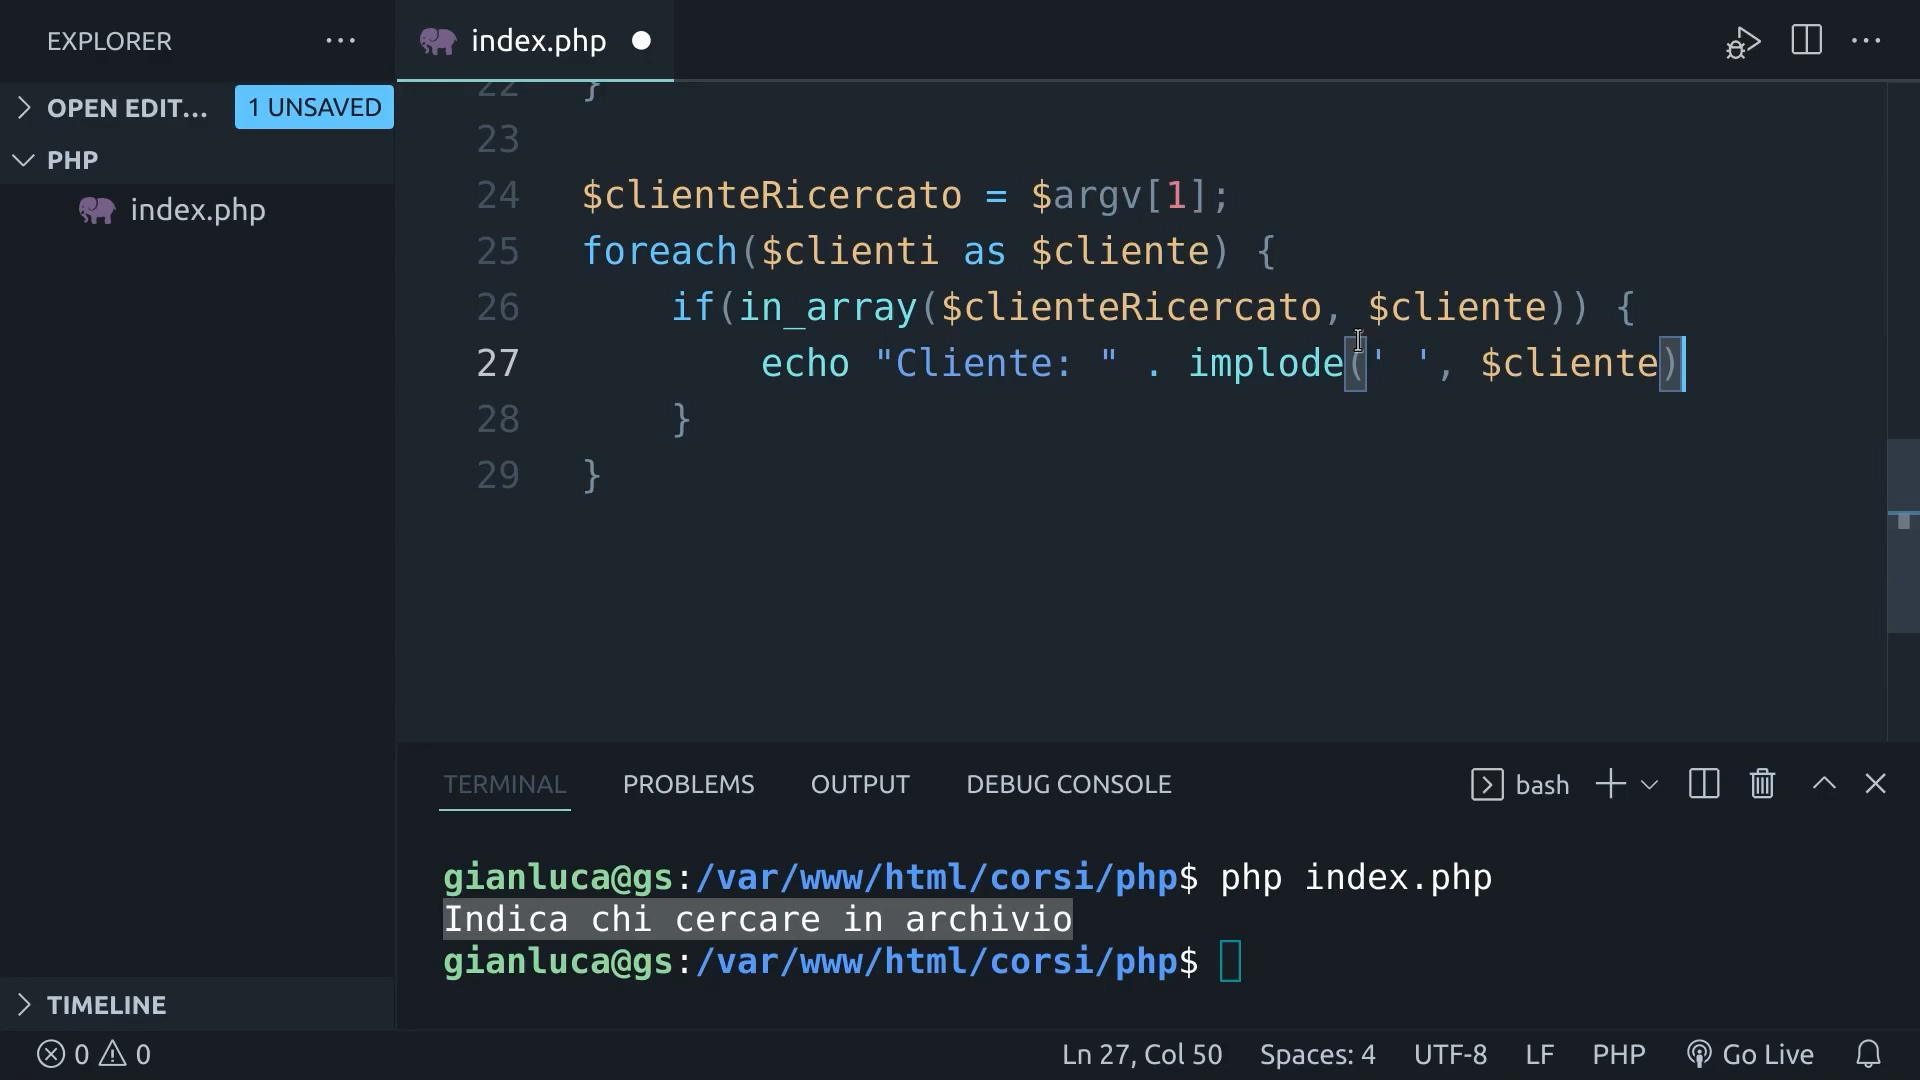 EXPLORER
index.php
OPEN EDIT... 1 UNSAVED
PHP
index.php
22 }
23
24 $clienteRicercato = $argv[1];
25 foreach($clienti as $cliente) {
26 if(in_array($clienteRicercato, $cliente)) {
27 echo "Cliente: " . implode(' ', $cliente)
28 }
29 }
TERMINAL PROBLEMS OUTPUT DEBUG CONSOLE bash
gianluca@gs:/var/www/html/corsi/php$ php index.php
Indica chi cercare in archivio
gianluca@gs:/var/www/html/corsi/php$
TIMELINE
0 0 Ln 27, Col 50 Spaces: 4 UTF-8 LF PHP Go Live